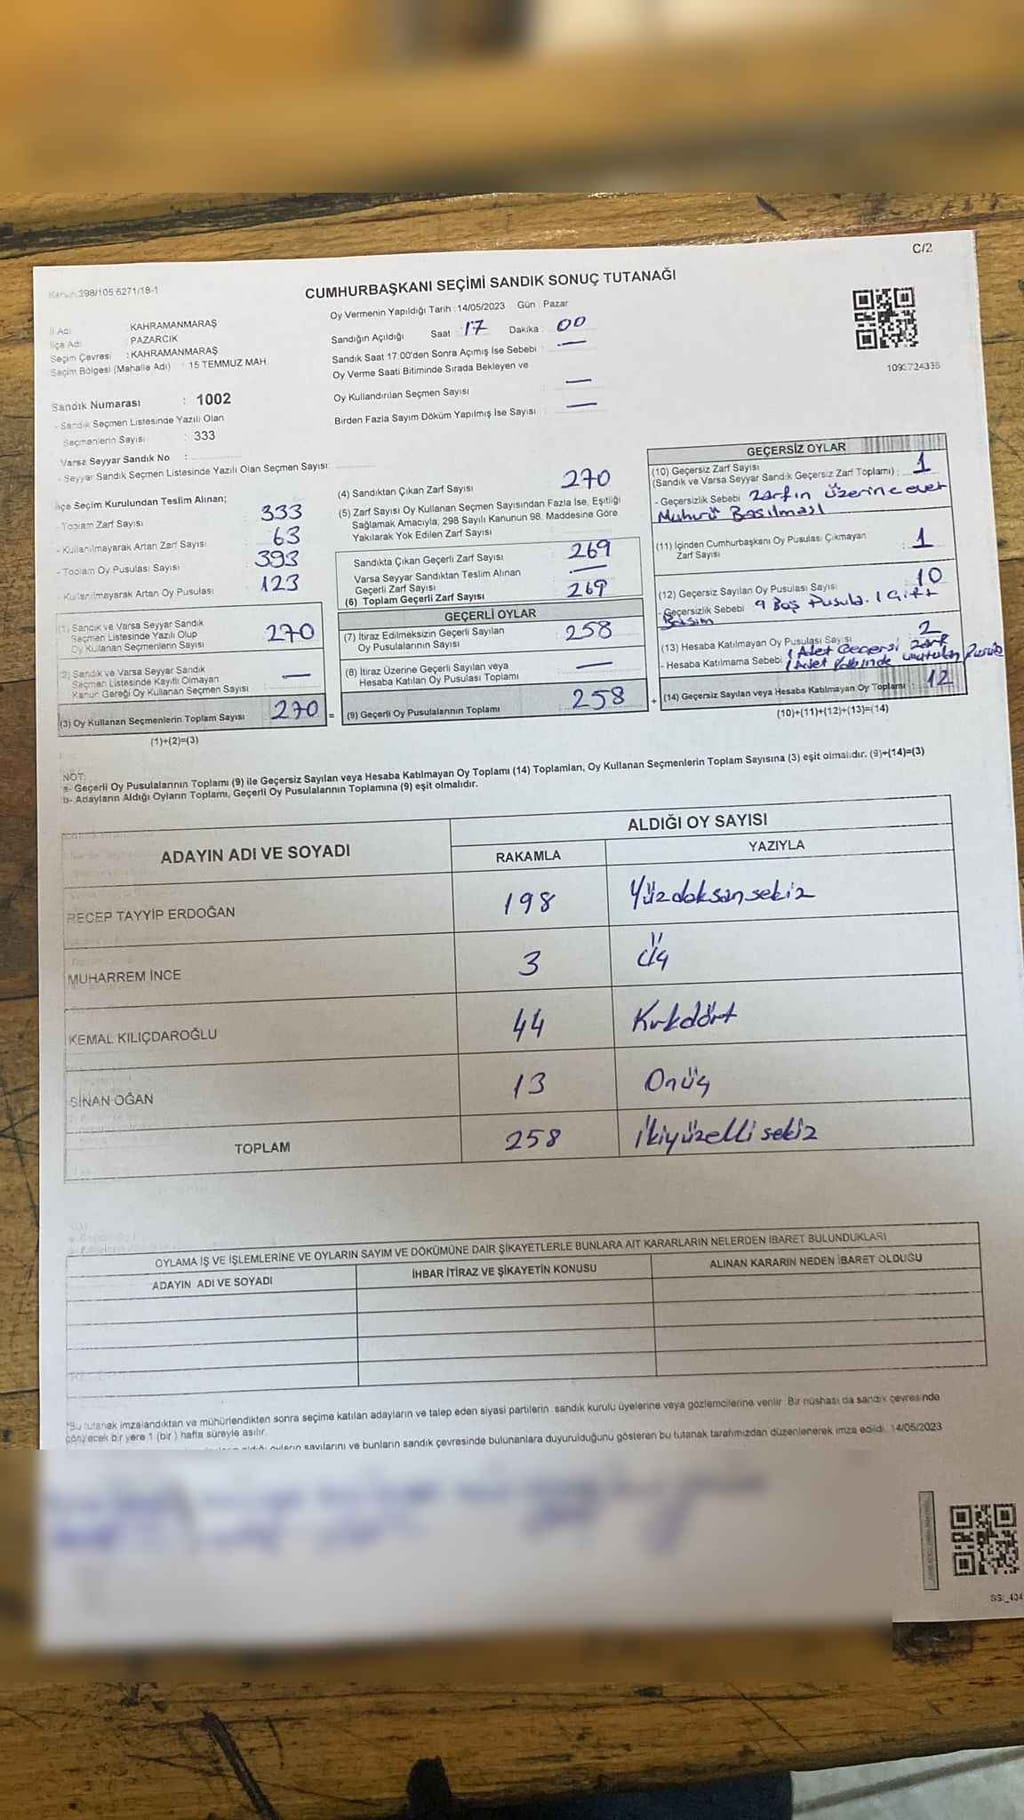 C/2
Kanun:298/105 6271/18-1
CUMHURBAŞKANI SEÇİMİ SANDIK SONUÇ TUTANAĞI
İl Adı : KAHRAMANMARAŞ
İlçe Adı : PAZARCIK
Seçim Çevresi : KAHRAMANMARAŞ
Seçim Bölgesi (Mahalle Adı) : 15 TEMMUZ MAH.
Sandık Numarası : 1002
- Sandık Seçmen Listesinde Yazılı Olan
Seçmenlerin Sayısı : 333
Varsa Seyyar Sandık No :
- Seyyar Sandık Seçmen Listesinde Yazılı Olan Seçmen Sayısı:
Oy Vermenin Yapıldığı Tarih : 14/05/2023 Gün : Pazar
Sandığın Açıldığı Saat : 17 Dakika : 00
Sandık Saat 17.00'den Sonra Açımış İse Sebebi : —
Oy Verme Saati Bitiminde Sırada Bekleyen ve
Oy Kullandırılan Seçmen Sayısı : —
Birden Fazla Sayım Döküm Yapılmış İse Sayısı : —
İlçe Seçim Kurulundan Teslim Alınan;
- Toplam Zarf Sayısı : 333
- Kullanılmayarak Artan Zarf Sayısı : 63
- Toplam Oy Pusulası Sayısı : 393
- Kullanılmayarak Artan Oy Pusulası : 123
(1) Sandık ve Varsa Seyyar Sandık
Seçmen Listesinde Yazılı Olup
Oy Kullanan Seçmenlerin Sayısı 270
(2) Sandık ve Varsa Seyyar Sandık
Seçmen Listesinde Kayıtlı Olmayan
Kanun Gereği Oy Kullanan Seçmen Sayısı —
(3) Oy Kullanan Seçmenlerin Toplam Sayısı 270 =
(1)+(2)=(3)
(4) Sandıktan Çıkan Zarf Sayısı 270
(5) Zarf Sayısı Oy Kullanan Seçmen Sayısından Fazla İse, Eşitliği
Sağlamak Amacıyla; 298 Sayılı Kanunun 98. Maddesine Göre
Yakılarak Yok Edilen Zarf Sayısı
Sandıkta Çıkan Geçerli Zarf Sayısı 269
Varsa Seyyar Sandıktan Teslim Alınan
Geçerli Zarf Sayısı —
(6) Toplam Geçerli Zarf Sayısı 269
GEÇERLİ OYLAR
(7) İtiraz Edilmeksizin Geçerli Sayılan
Oy Pusulalarının Sayısı 258
(8) İtiraz Üzerine Geçerli Sayılan veya
Hesaba Katılan Oy Pusulası Toplamı —
(9) Geçerli Oy Pusulalarının Toplamı 258 +
1090724336
GEÇERSİZ OYLAR
(10) Geçersiz Zarf Sayısı
(Sandık ve Varsa Seyyar Sandık Geçersiz Zarf Toplamı) : 1
- Geçersizlik Sebebi Zarfın üzerine evet
Mührü Basılması
(11) İçinden Cumhurbaşkanı Oy Pusulası Çıkmayan
Zarf Sayısı : 1
(12) Geçersiz Sayılan Oy Pusulası Sayısı 10
- Geçersizlik Sebebi 9 Boş Pusula. 1 Çift
Basım
(13) Hesaba Katılmayan Oy Pusulası Sayısı 2
- Hesaba Katılmama Sebebi 1 Adet Geçersiz zarf
1 Adet unutulan
(14) Geçersiz Sayılan veya Hesaba Katılmayan Oy Toplamı 12
(10)+(11)+(12)+(13)=(14)
NOT:
a- Geçerli Oy Pusulalarının Toplamı (9) ile Geçersiz Sayılan veya Hesaba Katılmayan Oy Toplamı (14) Toplamları, Oy Kullanan Seçmenlerin Toplam Sayısına (3) eşit olmalıdır. (9)+(14)=(3)
b- Adayların Aldığı Oyların Toplamı, Geçerli Oy Pusulalarının Toplamına (9) eşit olmalıdır.
ADAYIN ADI VE SOYADI
ALDIĞI OY SAYISI
RAKAMLA YAZIYLA
RECEP TAYYİP ERDOĞAN 198 Yüzdoksansekiz
MUHARREM İNCE 3 Üç
KEMAL KILIÇDAROĞLU 44 Kırkdört
SİNAN OĞAN 13 Onüç
TOPLAM 258 ikiyüzellisekiz
OYLAMA İŞ VE İŞLEMLERİNE VE OYLARIN SAYIM VE DÖKÜMÜNE DAİR ŞİKAYETLERLE BUNLARA AİT KARARLARIN NELERDEN İBARET BULUNDUKLARI
ADAYIN ADI VE SOYADI İHBAR İTİRAZ VE ŞİKAYETİN KONUSU ALINAN KARARIN NEDEN İBARET OLDUĞU
*Bu tutanak imzalandıktan ve mühürlendikten sonra seçime katılan adayların ve talep eden siyasi partilerin sandık kurulu üyelerine veya gözlemcilerine verilir. Bir nüshası da sandık çevresinde
görülecek bir yere 1 (bir) hafta süreyle asılır.
oyların sayılarını ve bunların sandık çevresinde bulunanlara duyurulduğunu gösteren bu tutanak tarafımızdan düzenlenerek imza edildi. 14/05/2023